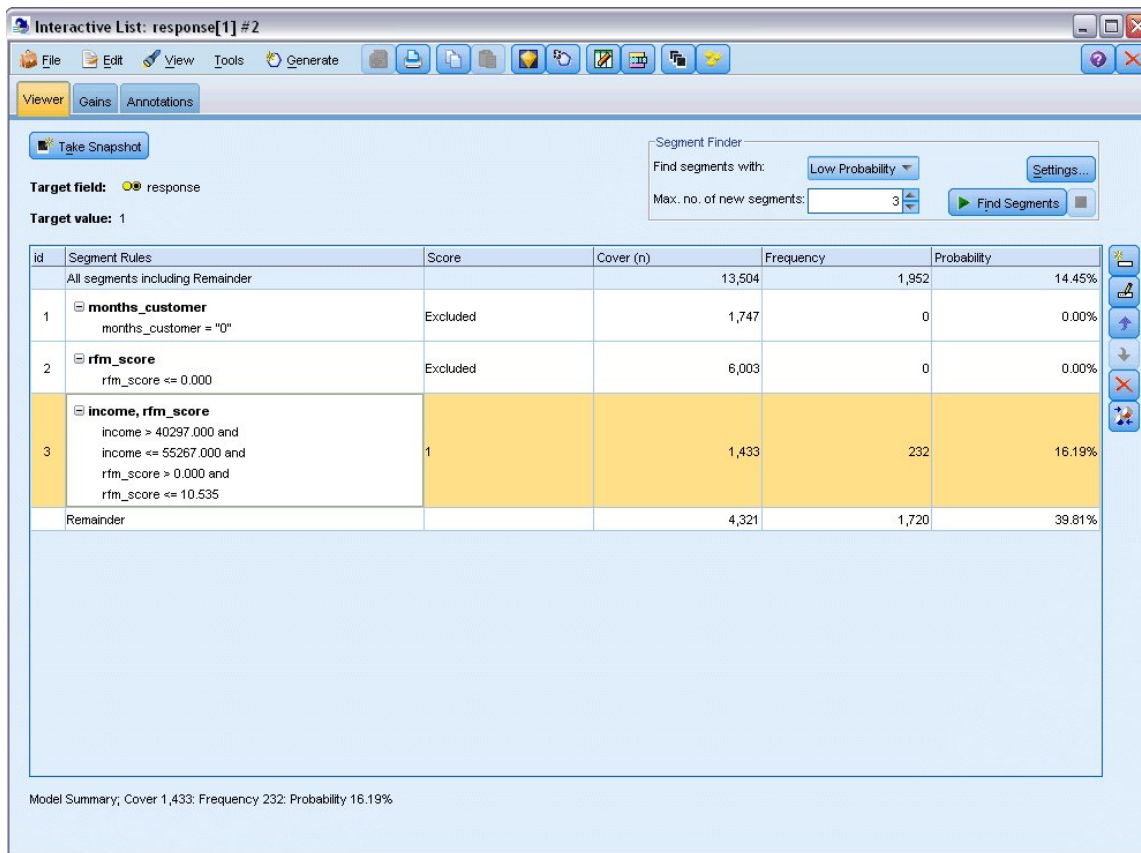 Interactive List: response[1] #2
File Edit View Tools Generate
Viewer Gains Annotations
Take Snapshot
Segment Finder
Find segments with: Low Probability Settings...
Target field: response
Max. no. of new segments: 3 Find Segments
Target value: 1
id Segment Rules Score Cover (n) Frequency Probability
All segments including Remainder 13,504 1,952 14.45%
months_customer
1 Excluded 1,747 0 0.00%
months_customer = "0"
rfm_score
2 Excluded 6,003 0 0.00%
rfm_score <= 0.000
income, rfm_score
income > 40297.000 and
income <= 55267.000 and
3 1 1,433 232 16.19%
rfm_score > 0.000 and
rfm_score <= 10.535
Remainder 4,321 1,720 39.81%
Model Summary; Cover 1,433: Frequency 232: Probability 16.19%